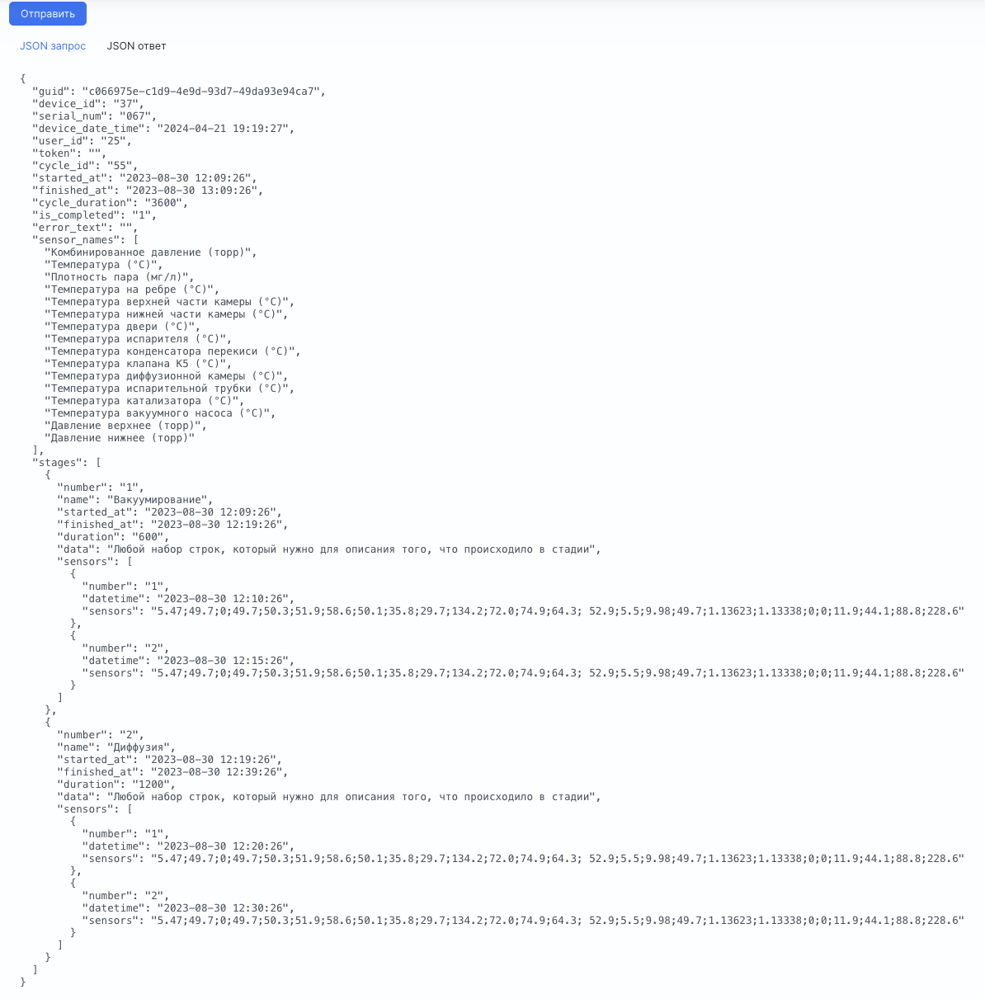 Отправить
JSON запрос JSON ответ
{
"guid": "c066975e-c1d9-4e9d-93d7-49da93e94ca7",
"device_id": "37",
"serial_num": "067",
"device_date_time": "2024-04-21 19:19:27",
"user_id": "25",
"token": "",
"cycle_id": "55",
"started_at": "2023-08-30 12:09:26",
"finished_at": "2023-08-30 13:09:26",
"cycle_duration": "3600",
"is_completed": "1",
"error_text": "",
"sensor_names": [
"Комбинированное давление (торр)",
"Температура (°C)",
"Плотность пара (мг/л)",
"Температура на ребре (°C)",
"Температура верхней части камеры (°C)",
"Температура нижней части камеры (°C)",
"Температура двери (°C)",
"Температура испарителя (°C)",
"Температура конденсатора перекиси (°C)",
"Температура клапана К5 (°C)",
"Температура диффузионной камеры (°C)",
"Температура испарительной трубки (°C)",
"Температура катализатора (°C)",
"Температура вакуумного насоса (°C)",
"Давление верхнее (торр)",
"Давление нижнее (торр)"
],
"stages": [
{
"number": "1",
"name": "Вакуумирование",
"started_at": "2023-08-30 12:09:26",
"finished_at": "2023-08-30 12:19:26",
"duration": "600",
"data": "Любой набор строк, который нужно для описания того, что происходило в стадии",
"sensors": [
{
"number": "1",
"datetime": "2023-08-30 12:10:26",
"sensors": "5.47;49.7;0;49.7;50.3;51.9;58.6;50.1;35.8;29.7;134.2;72.0;74.9;64.3; 52.9;5.5;9.98;49.7;1.13623;1.13338;0;0;11.9;44.1;88.8;228.6"
},
{
"number": "2",
"datetime": "2023-08-30 12:15:26",
"sensors": "5.47;49.7;0;49.7;50.3;51.9;58.6;50.1;35.8;29.7;134.2;72.0;74.9;64.3; 52.9;5.5;9.98;49.7;1.13623;1.13338;0;0;11.9;44.1;88.8;228.6"
}
]
},
{
"number": "2",
"name": "Диффузия",
"started_at": "2023-08-30 12:19:26",
"finished_at": "2023-08-30 12:39:26",
"duration": "1200",
"data": "Любой набор строк, который нужно для описания того, что происходило в стадии",
"sensors": [
{
"number": "1",
"datetime": "2023-08-30 12:20:26",
"sensors": "5.47;49.7;0;49.7;50.3;51.9;58.6;50.1;35.8;29.7;134.2;72.0;74.9;64.3; 52.9;5.5;9.98;49.7;1.13623;1.13338;0;0;11.9;44.1;88.8;228.6"
},
{
"number": "2",
"datetime": "2023-08-30 12:30:26",
"sensors": "5.47;49.7;0;49.7;50.3;51.9;58.6;50.1;35.8;29.7;134.2;72.0;74.9;64.3; 52.9;5.5;9.98;49.7;1.13623;1.13338;0;0;11.9;44.1;88.8;228.6"
}
]
}
]
}